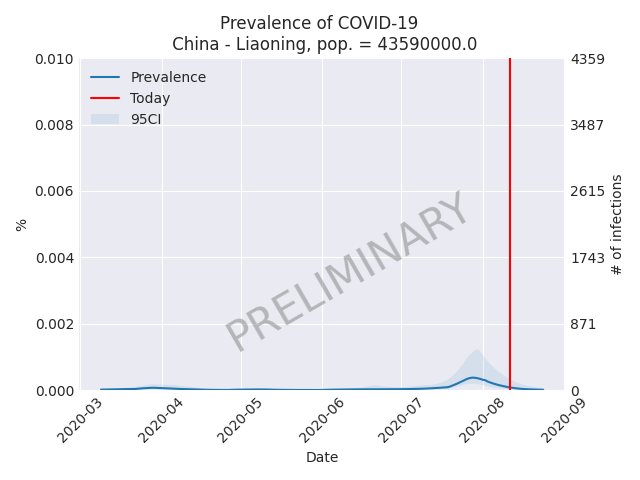 Prevalence of COVID-19
China - Liaoning, pop. = 43590000.0
0.010
0.008
0.006
0.004
0.002
0.000
%
Prevalence
Today
95CI
PRELIMINARY
4359
3487
2615
1743
871
0
# of infections
2020-03
2020-04
2020-05
2020-06
2020-07
2020-08
2020-09
Date